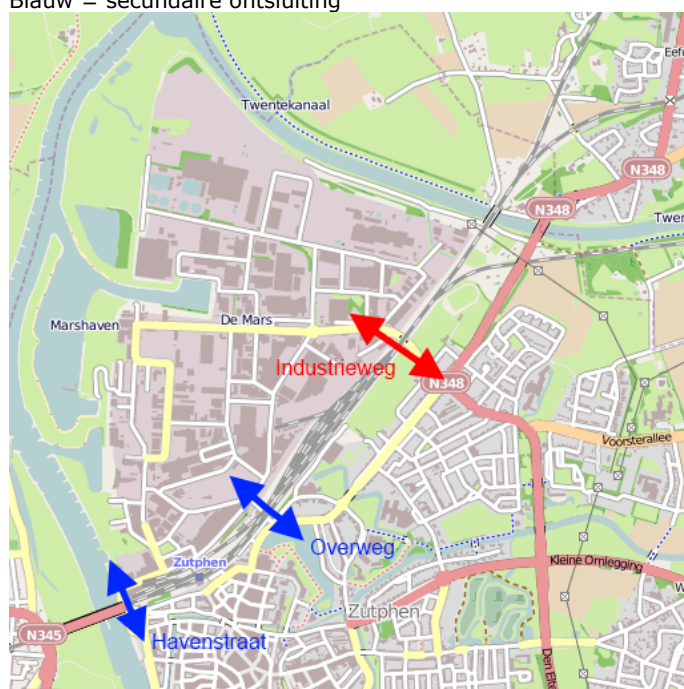 Blauw = secundaire ontsluiting
Twentekanaal
N348
N348
Marshaven
De Mars
Industrieweg
N348
Voorsterallee
Overweg
Zutphen
Kleine Omlegging
Zutphen
N345
Havenstraat